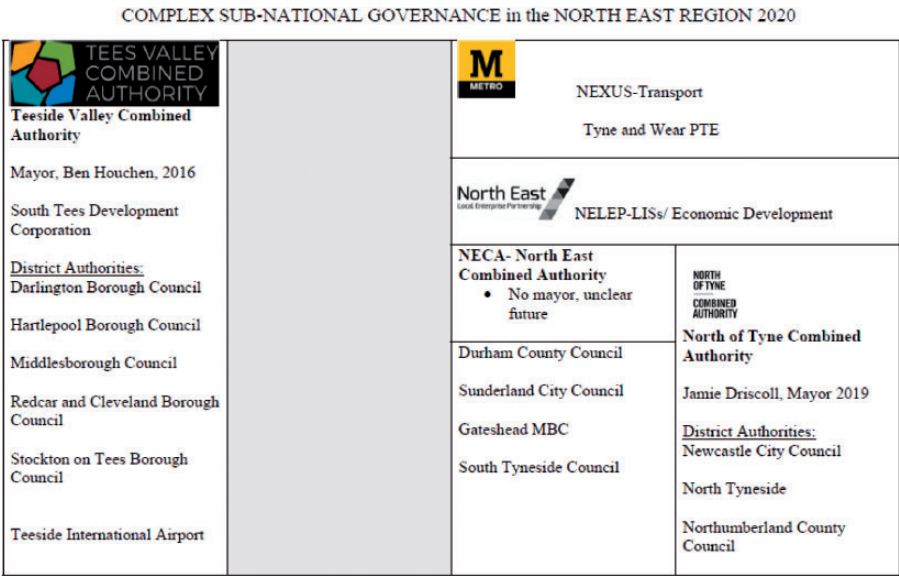 COMPLEX SUB-NATIONAL GOVERNANCE in the NORTH EAST REGION 2020
TEES VALLEY
COMBINED
AUTHORITY
Teeside Valley Combined
Authority
Mayor, Ben Houchen, 2016
South Tees Development
Corporation
District Authorities:
Darlington Borough Council
Hartlepool Borough Council
Middlesborough Council
Redcar and Cleveland Borough
Council
Stockton on Tees Borough
Council
Teeside International Airport
M
METRO
NEXUS-Transport
Tyne and Wear PTE
North East
Local Enterprise Partnership
NELEP-LISs/ Economic Development
NECA- North East
Combined Authority
• No mayor, unclear
future
Durham County Council
Sunderland City Council
Gateshead MBC
South Tyneside Council
NORTH
OF TYNE
COMBINED
AUTHORITY
North of Tyne Combined
Authority
Jamie Driscoll, Mayor 2019
District Authorities:
Newcastle City Council
North Tyneside
Northumberland County
Council